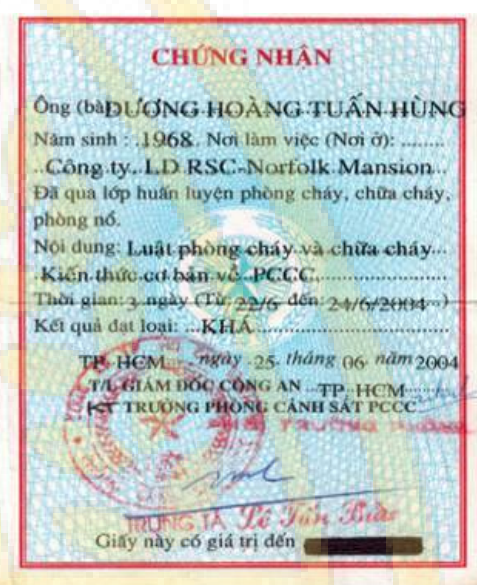 CHỨNG NHẬN
Ông (bà DƯƠNG HOÀNG TUẤN HÙNG
Năm sinh : .1968. Nơi làm việc (Nơi ở): ........
..Công ty..LD RSC-Norfolk Mansion..
Đã qua lớp huấn luyện phòng cháy, chữa cháy,
phòng nổ.
Nội dung: Luật phòng cháy và chữa cháy
Kiến thức cơ bản về PCCC
Thời gian: 3 ngày (Từ: 22/6 đến: 24/6/2004 )
Kết quả đạt loại: ...KHÁ
TP. HCM ngày 25 tháng 06 năm 2004
T/L GIÁM ĐỐC CÔNG AN TP. HCM
KT TRƯỞNG PHÒNG CẢNH SÁT PCCC
PHÓ TRƯỞNG PHÒNG
TRUNG TÁ Lê Tấn Bửu
Giấy này có giá trị đến